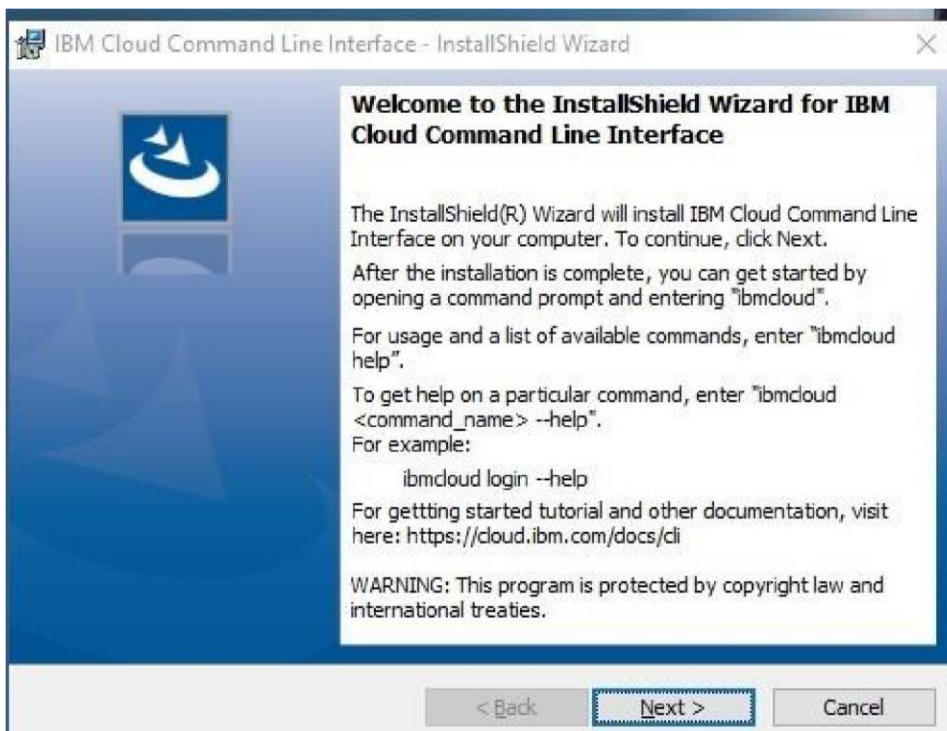 IBM Cloud Command Line Interface - InstallShield Wizard
Welcome to the InstallShield Wizard for IBM
Cloud Command Line Interface
The InstallShield(R) Wizard will install IBM Cloud Command Line
Interface on your computer. To continue, click Next.
After the installation is complete, you can get started by
opening a command prompt and entering "ibmcloud".
For usage and a list of available commands, enter "ibmcloud
help".
To get help on a particular command, enter "ibmcloud
<command_name> --help".
For example:
ibmcloud login --help
For gettting started tutorial and other documentation, visit
here: https://cloud.ibm.com/docs/cli
WARNING: This program is protected by copyright law and
international treaties.
< Back Next > Cancel